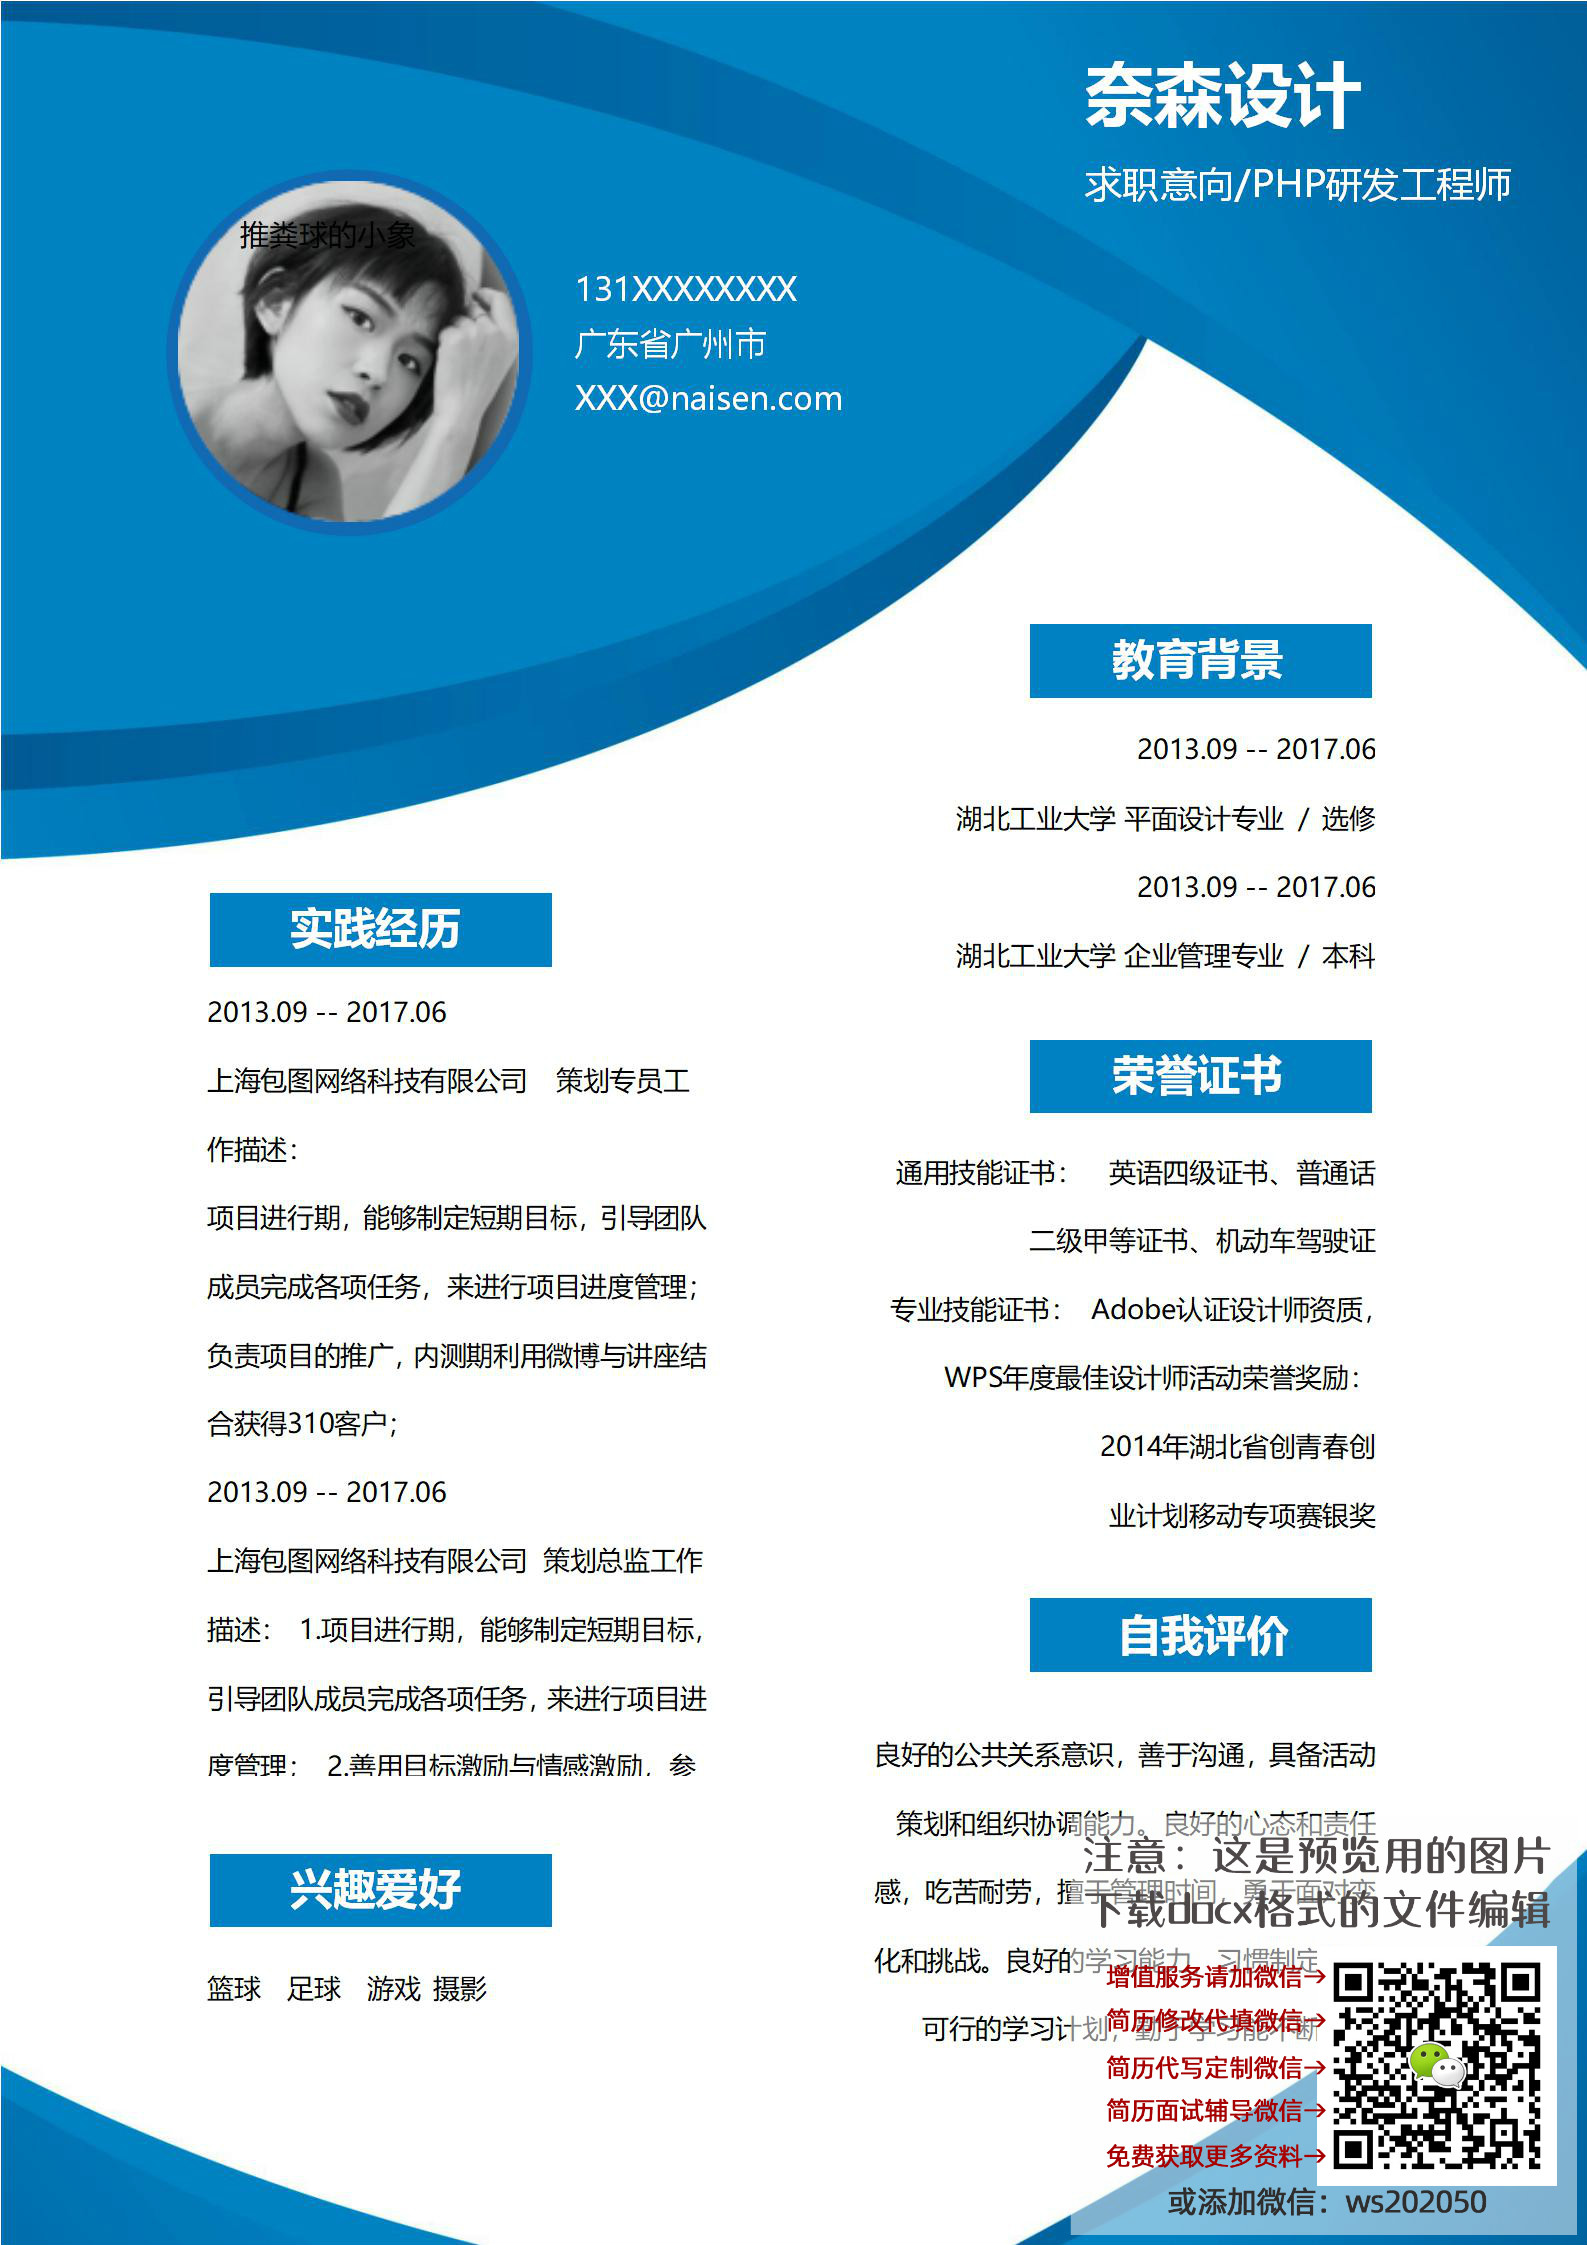 奈森设计
求职意向/PHP研发工程师
推粪球的小象
131XXXXXXXX
广东省广州市
XXX@naisen.com
实践经历
2013.09 -- 2017.06
上海包图网络科技有限公司 策划专员工
作描述：
项目进行期，能够制定短期目标，引导团队
成员完成各项任务，来进行项目进度管理；
负责项目的推广，内测期利用微博与讲座结
合获得310客户；
2013.09 -- 2017.06
上海包图网络科技有限公司 策划总监工作
描述： 1.项目进行期，能够制定短期目标，
引导团队成员完成各项任务，来进行项目进
度管理； 2.善用目标激励与情感激励，参
兴趣爱好
篮球 足球 游戏 摄影
教育背景
2013.09 -- 2017.06
湖北工业大学 平面设计专业 / 选修
2013.09 -- 2017.06
湖北工业大学 企业管理专业 / 本科
荣誉证书
通用技能证书： 英语四级证书、普通话
二级甲等证书、机动车驾驶证
专业技能证书： Adobe认证设计师资质，
WPS年度最佳设计师活动荣誉奖励：
2014年湖北省创青春创
业计划移动专项赛银奖
自我评价
良好的公共关系意识，善于沟通，具备活动
策划和组织协调能力。良好的心态和责任
感，吃苦耐劳，擅于管理时间，勇于面对变
化和挑战。良好的学习能力，习惯制定
可行的学习计划，勤于学习能不断
注意：这是预览用的图片
下载docx格式的文件编辑
增值服务请加微信→
简历修改代填微信→
简历代写定制微信→
简历面试辅导微信→
免费获取更多资料→
或添加微信：ws202050